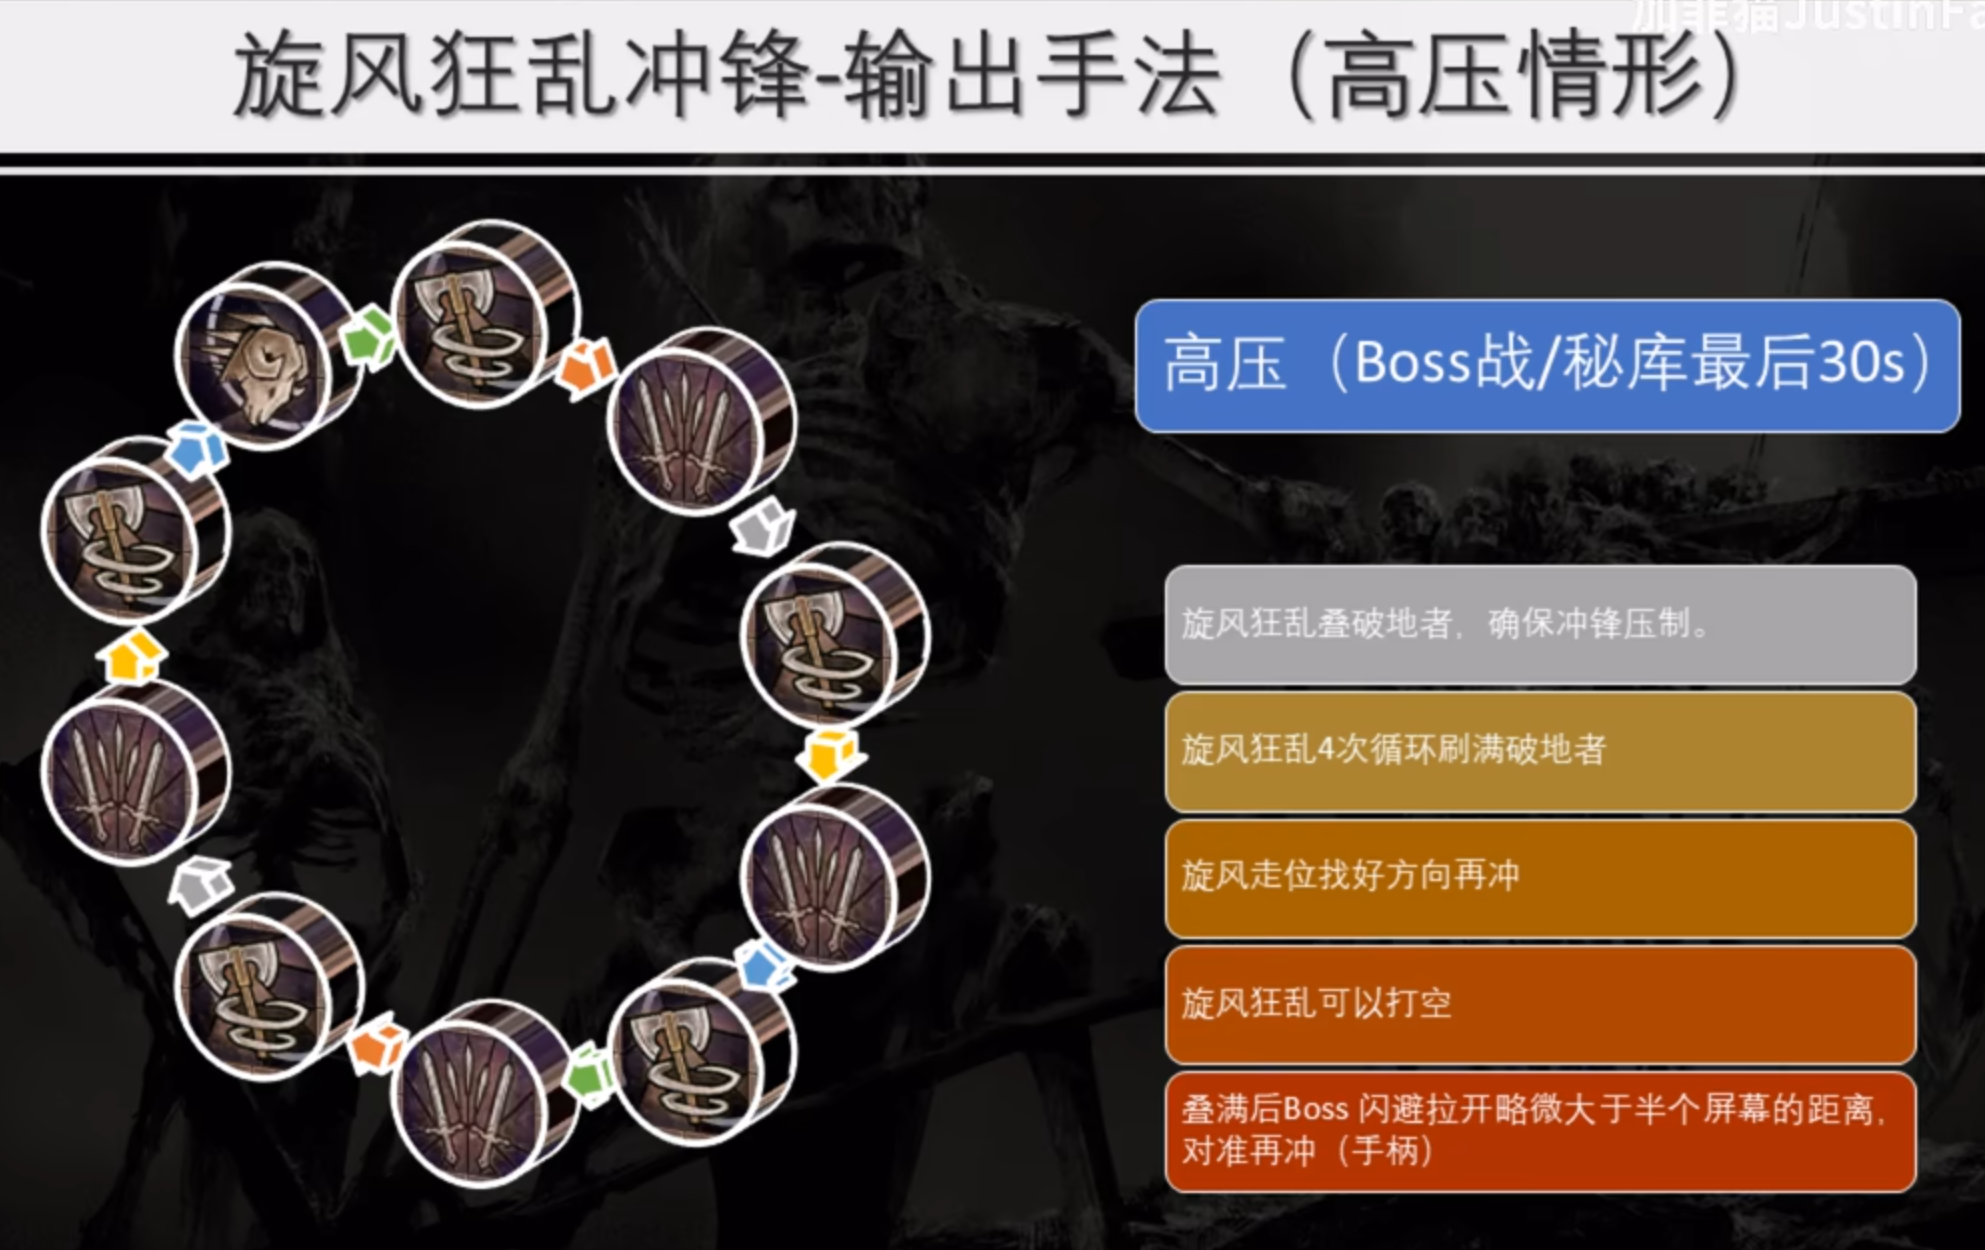 加菲猫JustinFa
旋风狂乱冲锋-输出手法（高压情形）
高压（Boss战/秘库最后30s）
旋风狂乱叠破地者，确保冲锋压制。
旋风狂乱4次循环刷满破地者
旋风走位找好方向再冲
旋风狂乱可以打空
叠满后Boss 闪避拉开略微大于半个屏幕的距离，
对准再冲（手柄）